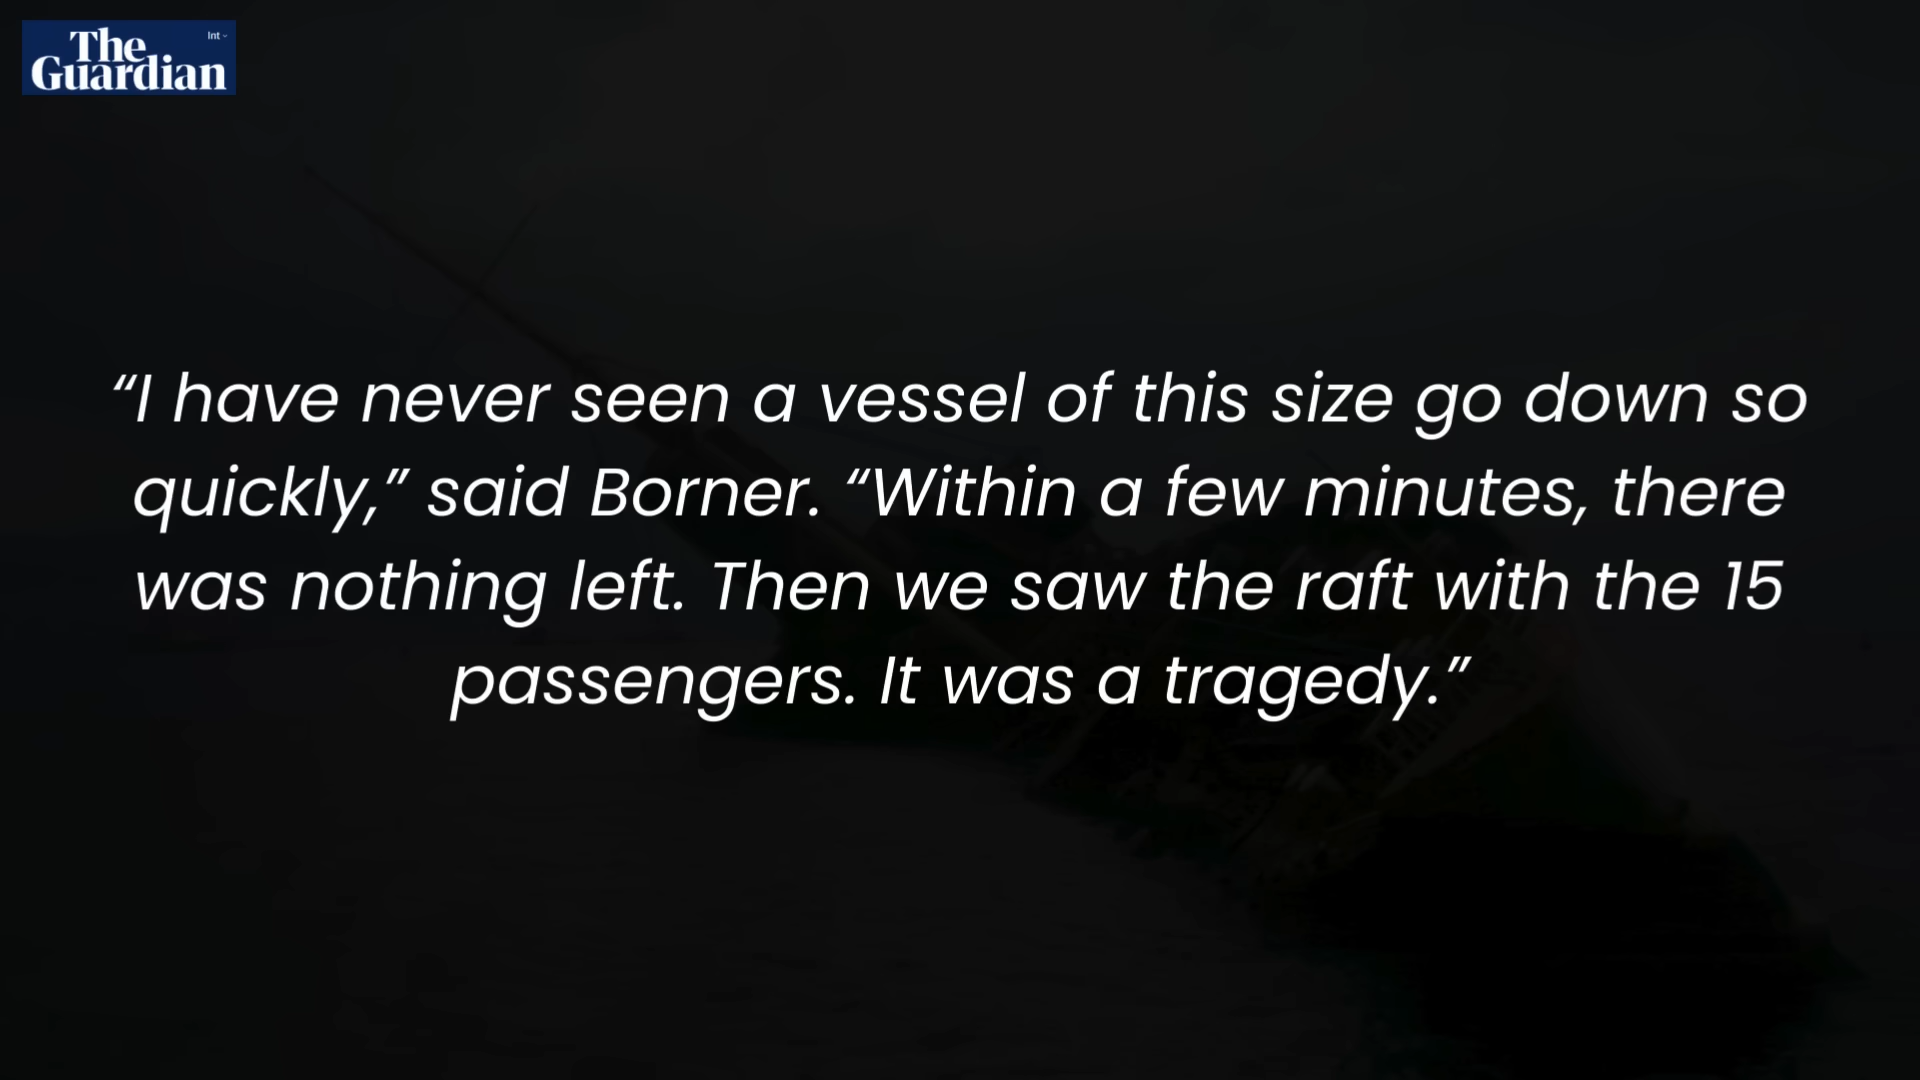 The
Guardian
Int
“I have never seen a vessel of this size go down so
quickly,” said Borner. “Within a few minutes, there
was nothing left. Then we saw the raft with the 15
passengers. It was a tragedy.”